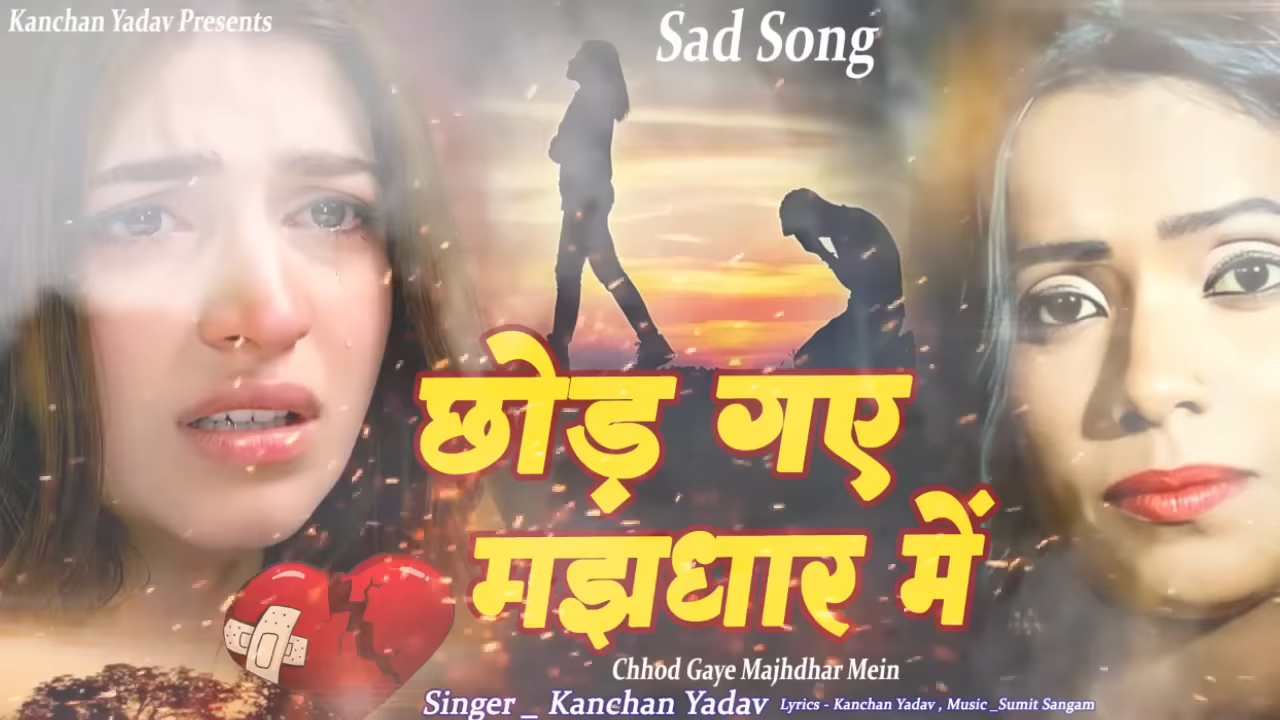 Kanchan Yadav Presents
Sad Song
छोड़ गए
मझधार में
Chhod Gaye Majhdhar Mein
Singer _ Kanchan Yadav Lyrics - Kanchan Yadav , Music _Sumit Sangam